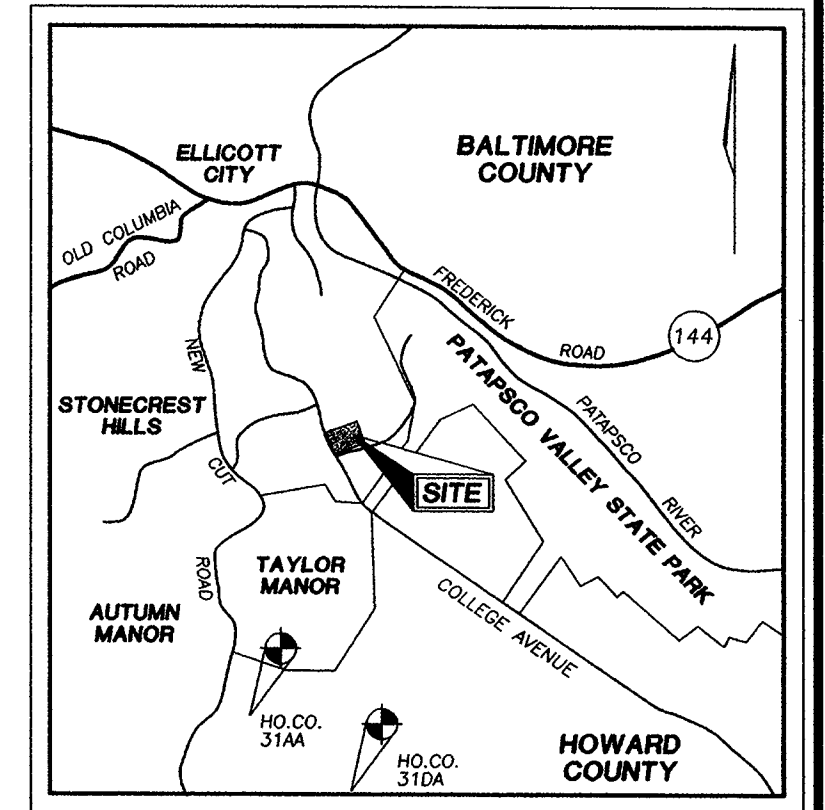 ELLICOTT
CITY
BALTIMORE
COUNTY
OLD COLUMBIA
ROAD
FREDERICK
ROAD
144
NEW
CUT
ROAD
STONECREST
HILLS
PATAPSCO VALLEY STATE PARK
PATAPSCO
RIVER
SITE
TAYLOR
MANOR
AUTUMN
MANOR
COLLEGE AVENUE
HO.CO.
31AA
HO.CO.
31DA
HOWARD
COUNTY